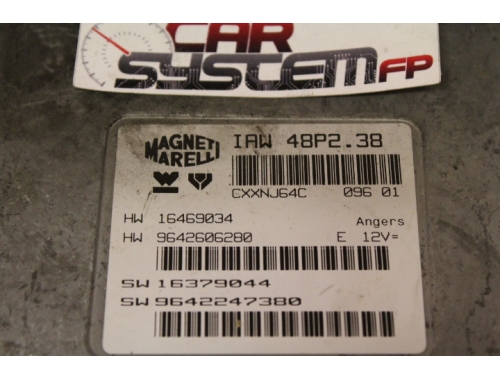 CAR
SYSTEM FP
MAGNETI
MARELLI
IAW 48P2.38
CXXNJ64C 096 01
HW 16469034 Angers
HW 9642606280 E 12V=
SW 16379044
SW 9642247380